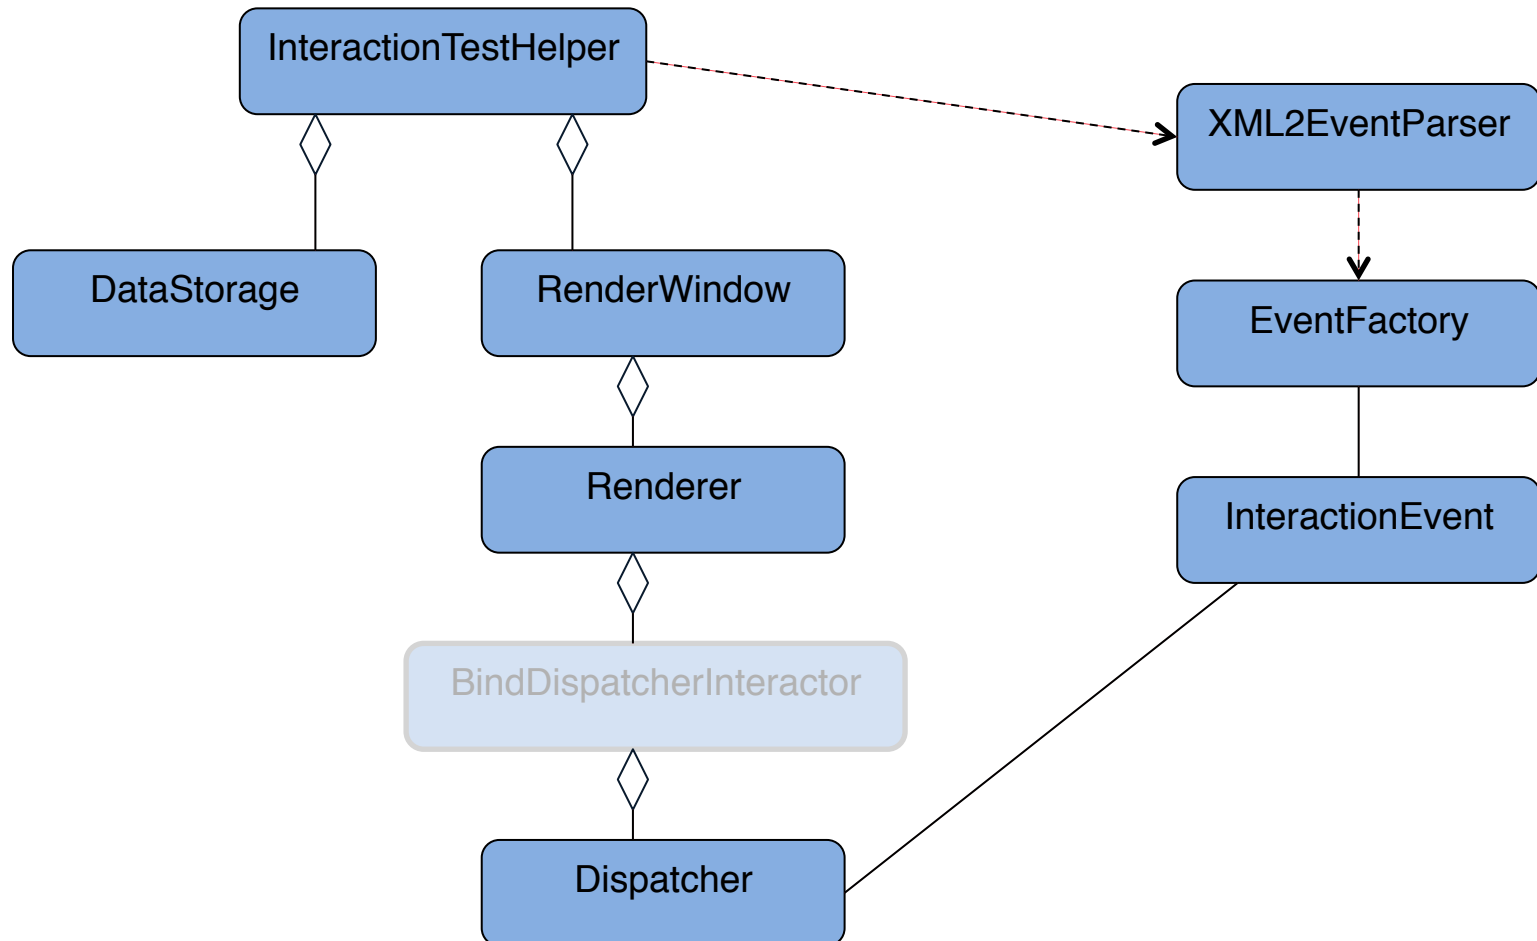 InteractionTestHelper
XML2EventParser
DataStorage
RenderWindow
EventFactory
Renderer
InteractionEvent
BindDispatcherInteractor
Dispatcher